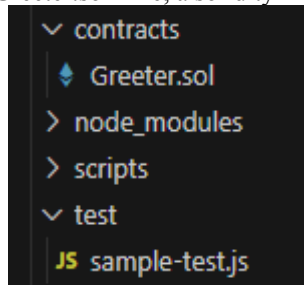 contracts
Greeter.sol
node_modules
scripts
test
JS sample-test.js